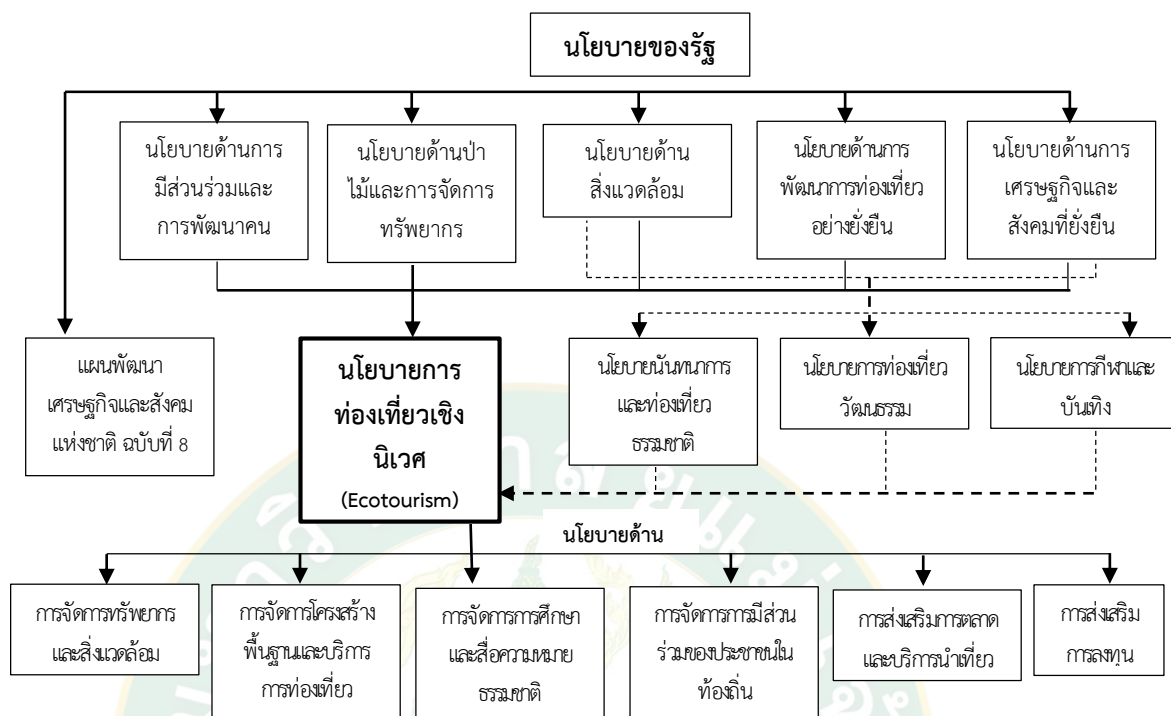 นโยบายของรัฐ
นโยบายด้านการ
มีส่วนร่วมและ
การพัฒนาคน
นโยบายด้านป่า
ไม้และการจัดการ
ทรัพยากร
นโยบายด้าน
สิ่งแวดล้อม
นโยบายด้านการ
พัฒนาการท่องเที่ยว
อย่างยั่งยืน
นโยบายด้านการ
เศรษฐกิจและ
สังคมที่ยั่งยืน
แผนพัฒนา
เศรษฐกิจและสังคม
แห่งชาติ ฉบับที่ 8
นโยบายการ
ท่องเที่ยวเชิง
นิเวศ
(Ecotourism)
นโยบายนันทนาการ
และท่องเที่ยว
ธรรมชาติ
นโยบายการท่องเที่ยว
วัฒนธรรม
นโยบายการกีฬาและ
บันเทิง
นโยบายด้าน
การจัดการทรัพยากร
และสิ่งแวดล้อม
การจัดการโครงสร้าง
พื้นฐานและบริการ
การท่องเที่ยว
การจัดการการศึกษา
และสื่อความหมาย
ธรรมชาติ
การจัดการการมีส่วน
ร่วมของประชาชนใน
ท้องถิ่น
การส่งเสริมการตลาด
และบริการนำเที่ยว
การส่งเสริม
การลงทุน